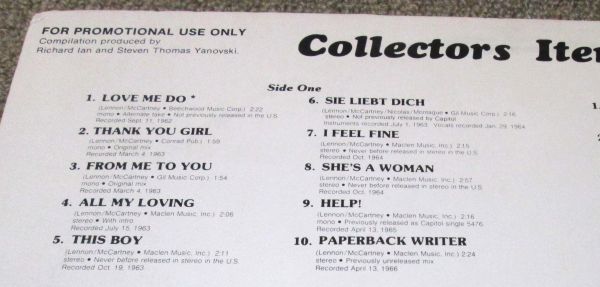 FOR PROMOTIONAL USE ONLY
Compilation produced by
Richard Ian and Steven Thomas Yanovski.
Collectors Ite
Side One
1. LOVE ME DO *
(Lennon/McCartney • Beechwood Music Corp.) 2:22
mono • Alternate take • Not previously released in the U.S.
Recorded Sept. 11, 1962
2. THANK YOU GIRL
(Lennon/McCartney • Conrad Pub.) 1:59
mono • Original mix
Recorded March 4, 1963
3. FROM ME TO YOU
(Lennon/McCartney • Gil Music Corp.) 1:54
mono • Original mix
Recorded March 4, 1963
4. ALL MY LOVING
(Lennon/McCartney • Maclen Music, Inc.) 2:06
stereo • With intro.
Recorded July 15, 1963
5. THIS BOY
(Lennon/McCartney • Maclen Music, Inc.) 2:11
stereo • Never before released in stereo in the U.S.
Recorded Oct. 19, 1963
6. SIE LIEBT DICH
(Lennon/McCartney/Nicolas/Montague • Gil Music Corp.) 2:16
stereo • Not previously released by Capitol
Instruments recorded July 1, 1963. Vocals recorded Jan. 29, 1964
7. I FEEL FINE
(Lennon/McCartney • Maclen Music, Inc.) 2:15
stereo • Never before released in stereo in the U.S.
Recorded Oct. 1964
8. SHE'S A WOMAN
(Lennon/McCartney • Maclen Music, Inc.) 2:57
stereo • Never before released in stereo in the U.S.
Recorded Oct. 1964
9. HELP!
(Lennon/McCartney • Maclen Music, Inc.) 2:16
mono • Previously released as Capitol single 5476.
Recorded April 13, 1965
10. PAPERBACK WRITER
(Lennon/McCartney • Maclen Music, Inc.) 2:24
stereo • Previously unreleased mix
Recorded April 13, 1966
1.